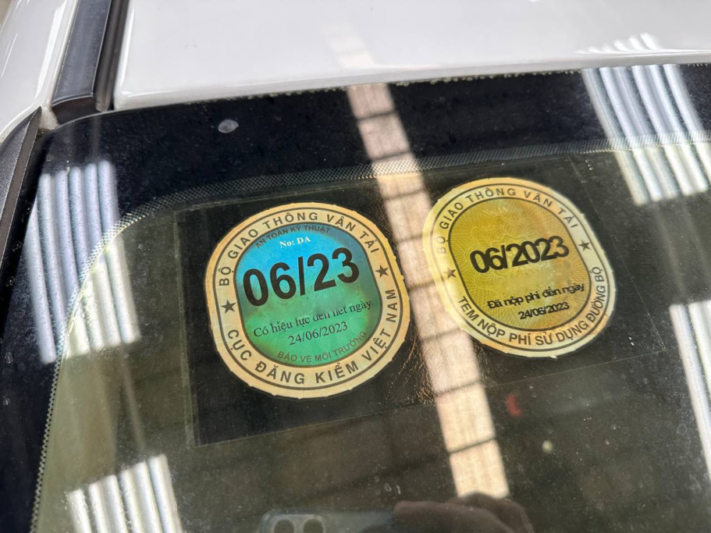 BỘ GIAO THÔNG VẬN TẢI
AN TOÀN KỸ THUẬT
No: DA
06/23
Có hiệu lực đến hết ngày
24/06/2023
BẢO VỆ MÔI TRƯỜNG
CỤC ĐĂNG KIỂM VIỆT NAM
BỘ GIAO THÔNG VẬN TẢI
06/2023
Đã nộp phí đến ngày
24/06/2023
TEM NỘP PHÍ SỬ DỤNG ĐƯỜNG BỘ